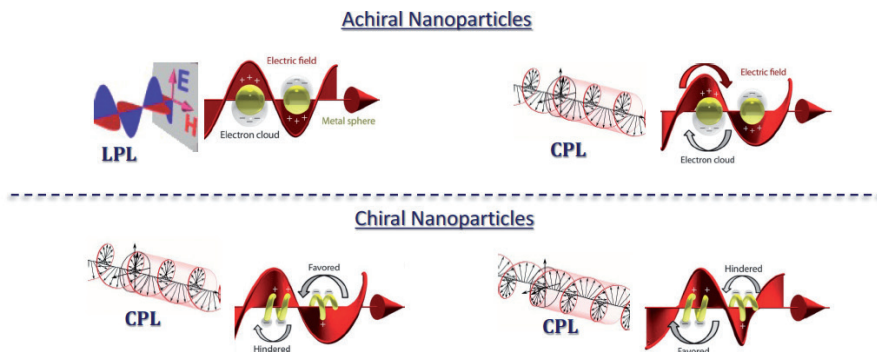 Achiral Nanoparticles
E
H
LPL
Electric field
+ + +
Electron cloud
Metal sphere
+ + +
CPL
Electric field
+ + +
Electron cloud
+ + +
Chiral Nanoparticles
CPL
Favored
+ +
Hindered
CPL
Hindered
+ +
+
Favored